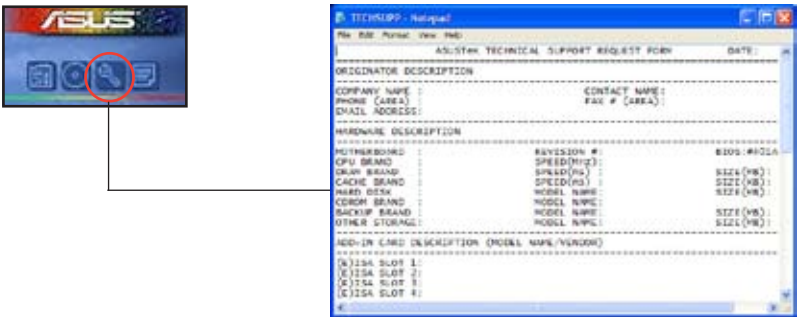 ASUS
TECHSUPP - Notepad
File Edit Format View Help
ASUSTeK TECHNICAL SUPPORT REQUEST FORM DATE:
ORIGINATOR DESCRIPTION
COMPANY NAME : CONTACT NAME:
PHONE (AREA) : FAX # (AREA):
EMAIL ADDRESS:
HARDWARE DESCRIPTION
MOTHERBOARD : REVISION #: BIOS:
CPU BRAND : SPEED(MHz):
DRAM BRAND : SPEED(ns) : SIZE(MB):
CACHE BRAND : SPEED(ns) : SIZE(KB):
HARD DISK : MODEL NAME: SIZE(MB):
CDROM BRAND : MODEL NAME:
BACKUP BRAND : MODEL NAME: SIZE(MB):
OTHER STORAGE: MODEL NAME: SIZE(MB):
ADD-IN CARD DESCRIPTION (MODEL NAME/VENDOR)
(E)ISA SLOT 1:
(E)ISA SLOT 2:
(E)ISA SLOT 3:
(E)ISA SLOT 4: